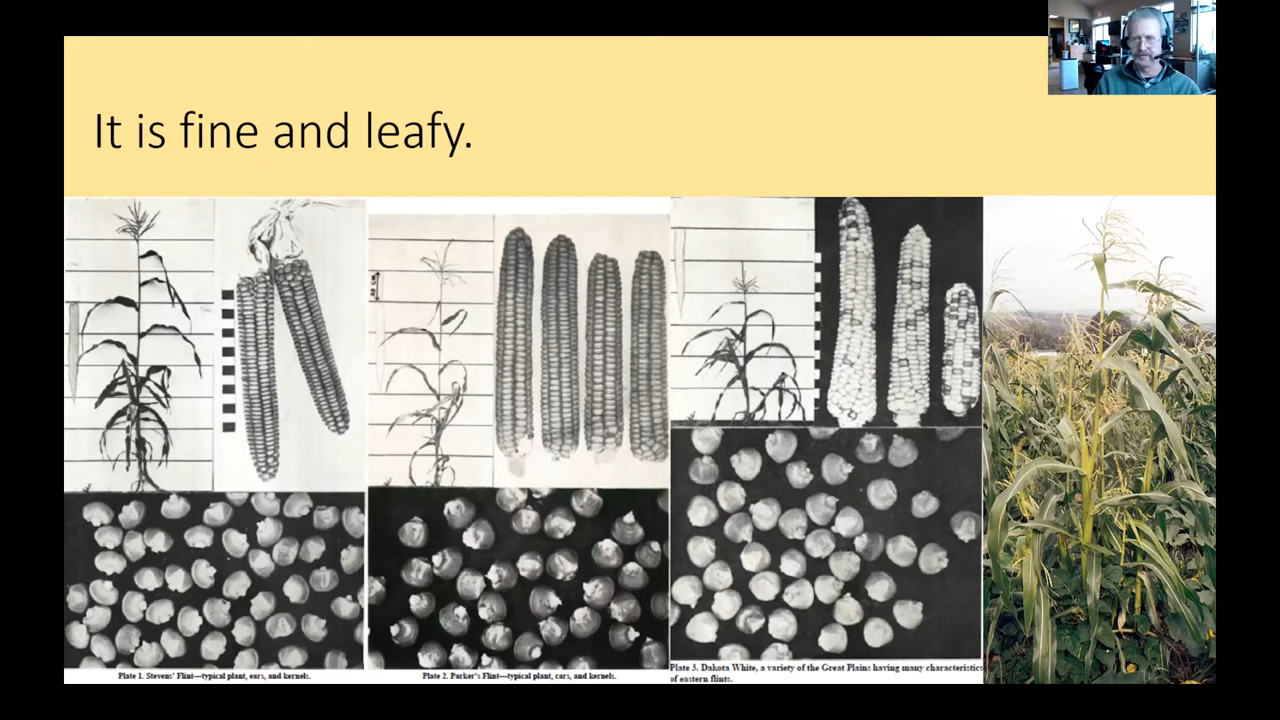 It is fine and leafy.
Plate 1. Stevens' Flint—typical plant, ears, and kernels.
Plate 2. Parker's Flint—typical plant, ears, and kernels.
Plate 3. Dakota White, a variety of the Great Plains having many characteristics
of eastern flints.